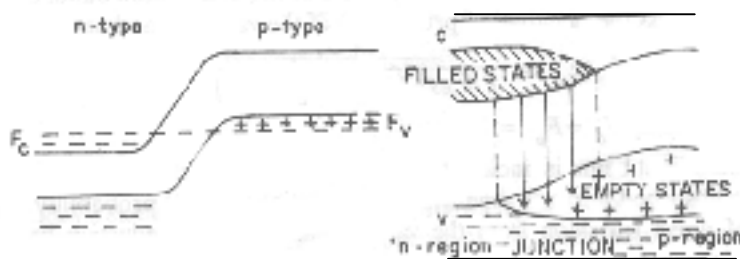 n-type p-type
F_c F_v
c
FILLED STATES
EMPTY STATES
v
n-region JUNCTION p-region